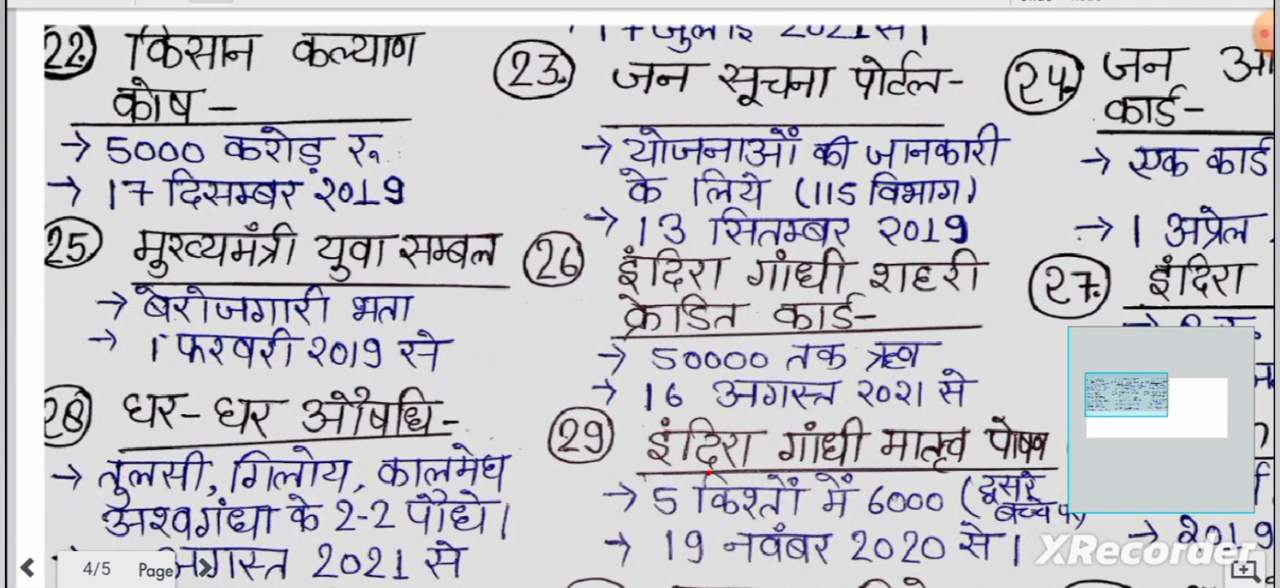 17 जुलाई 2021 से।
22. किसान कल्याण
कोष -
→ 5000 करोड़ रु
→ 17 दिसम्बर 2019
23. जन सूचना पोर्टल-
→ योजनाओं की जानकारी
के लिये (115 विभाग)
→ 13 सितम्बर 2019
24. जन आ
कार्ड-
→ एक कार्ड
→ 1 अप्रेल
25 मुख्यमंत्री युवा सम्बल
→ बेरोजगारी भता
→ 1 फरवरी 2019 से
26 इंदिरा गांधी शहरी
क्रेडित कार्ड-
→ 50000 तक ऋण
→ 16 अगस्त 2021 से
27. इंदिरा
28 घर-घर औषधि-
→ तुलसी, गिलोय, कालमेघ
अश्वगंधा के 2-2 पौधे।
अगस्त 2021 से
29 इंदिरा गांधी मातृत्व पोषण
→ 5 किश्तों में 6000 (दूसरे
बच्चे पर)
→ 19 नवंबर 2020 से।
→ 2019
4/5 Page
XRecorder